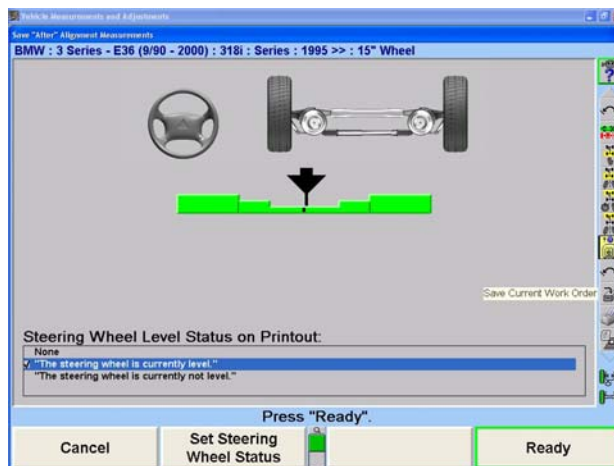 Vehicle Measurements and Adjustments
Save "After" Alignment Measurements
BMW : 3 Series - E36 (9/90 - 2000) : 318i : Series : 1995 >> : 15" Wheel
Save Current Work Order
Steering Wheel Level Status on Printout:
None
"The steering wheel is currently level."
"The steering wheel is currently not level."
Press "Ready".
Cancel
Set Steering
Wheel Status
Ready